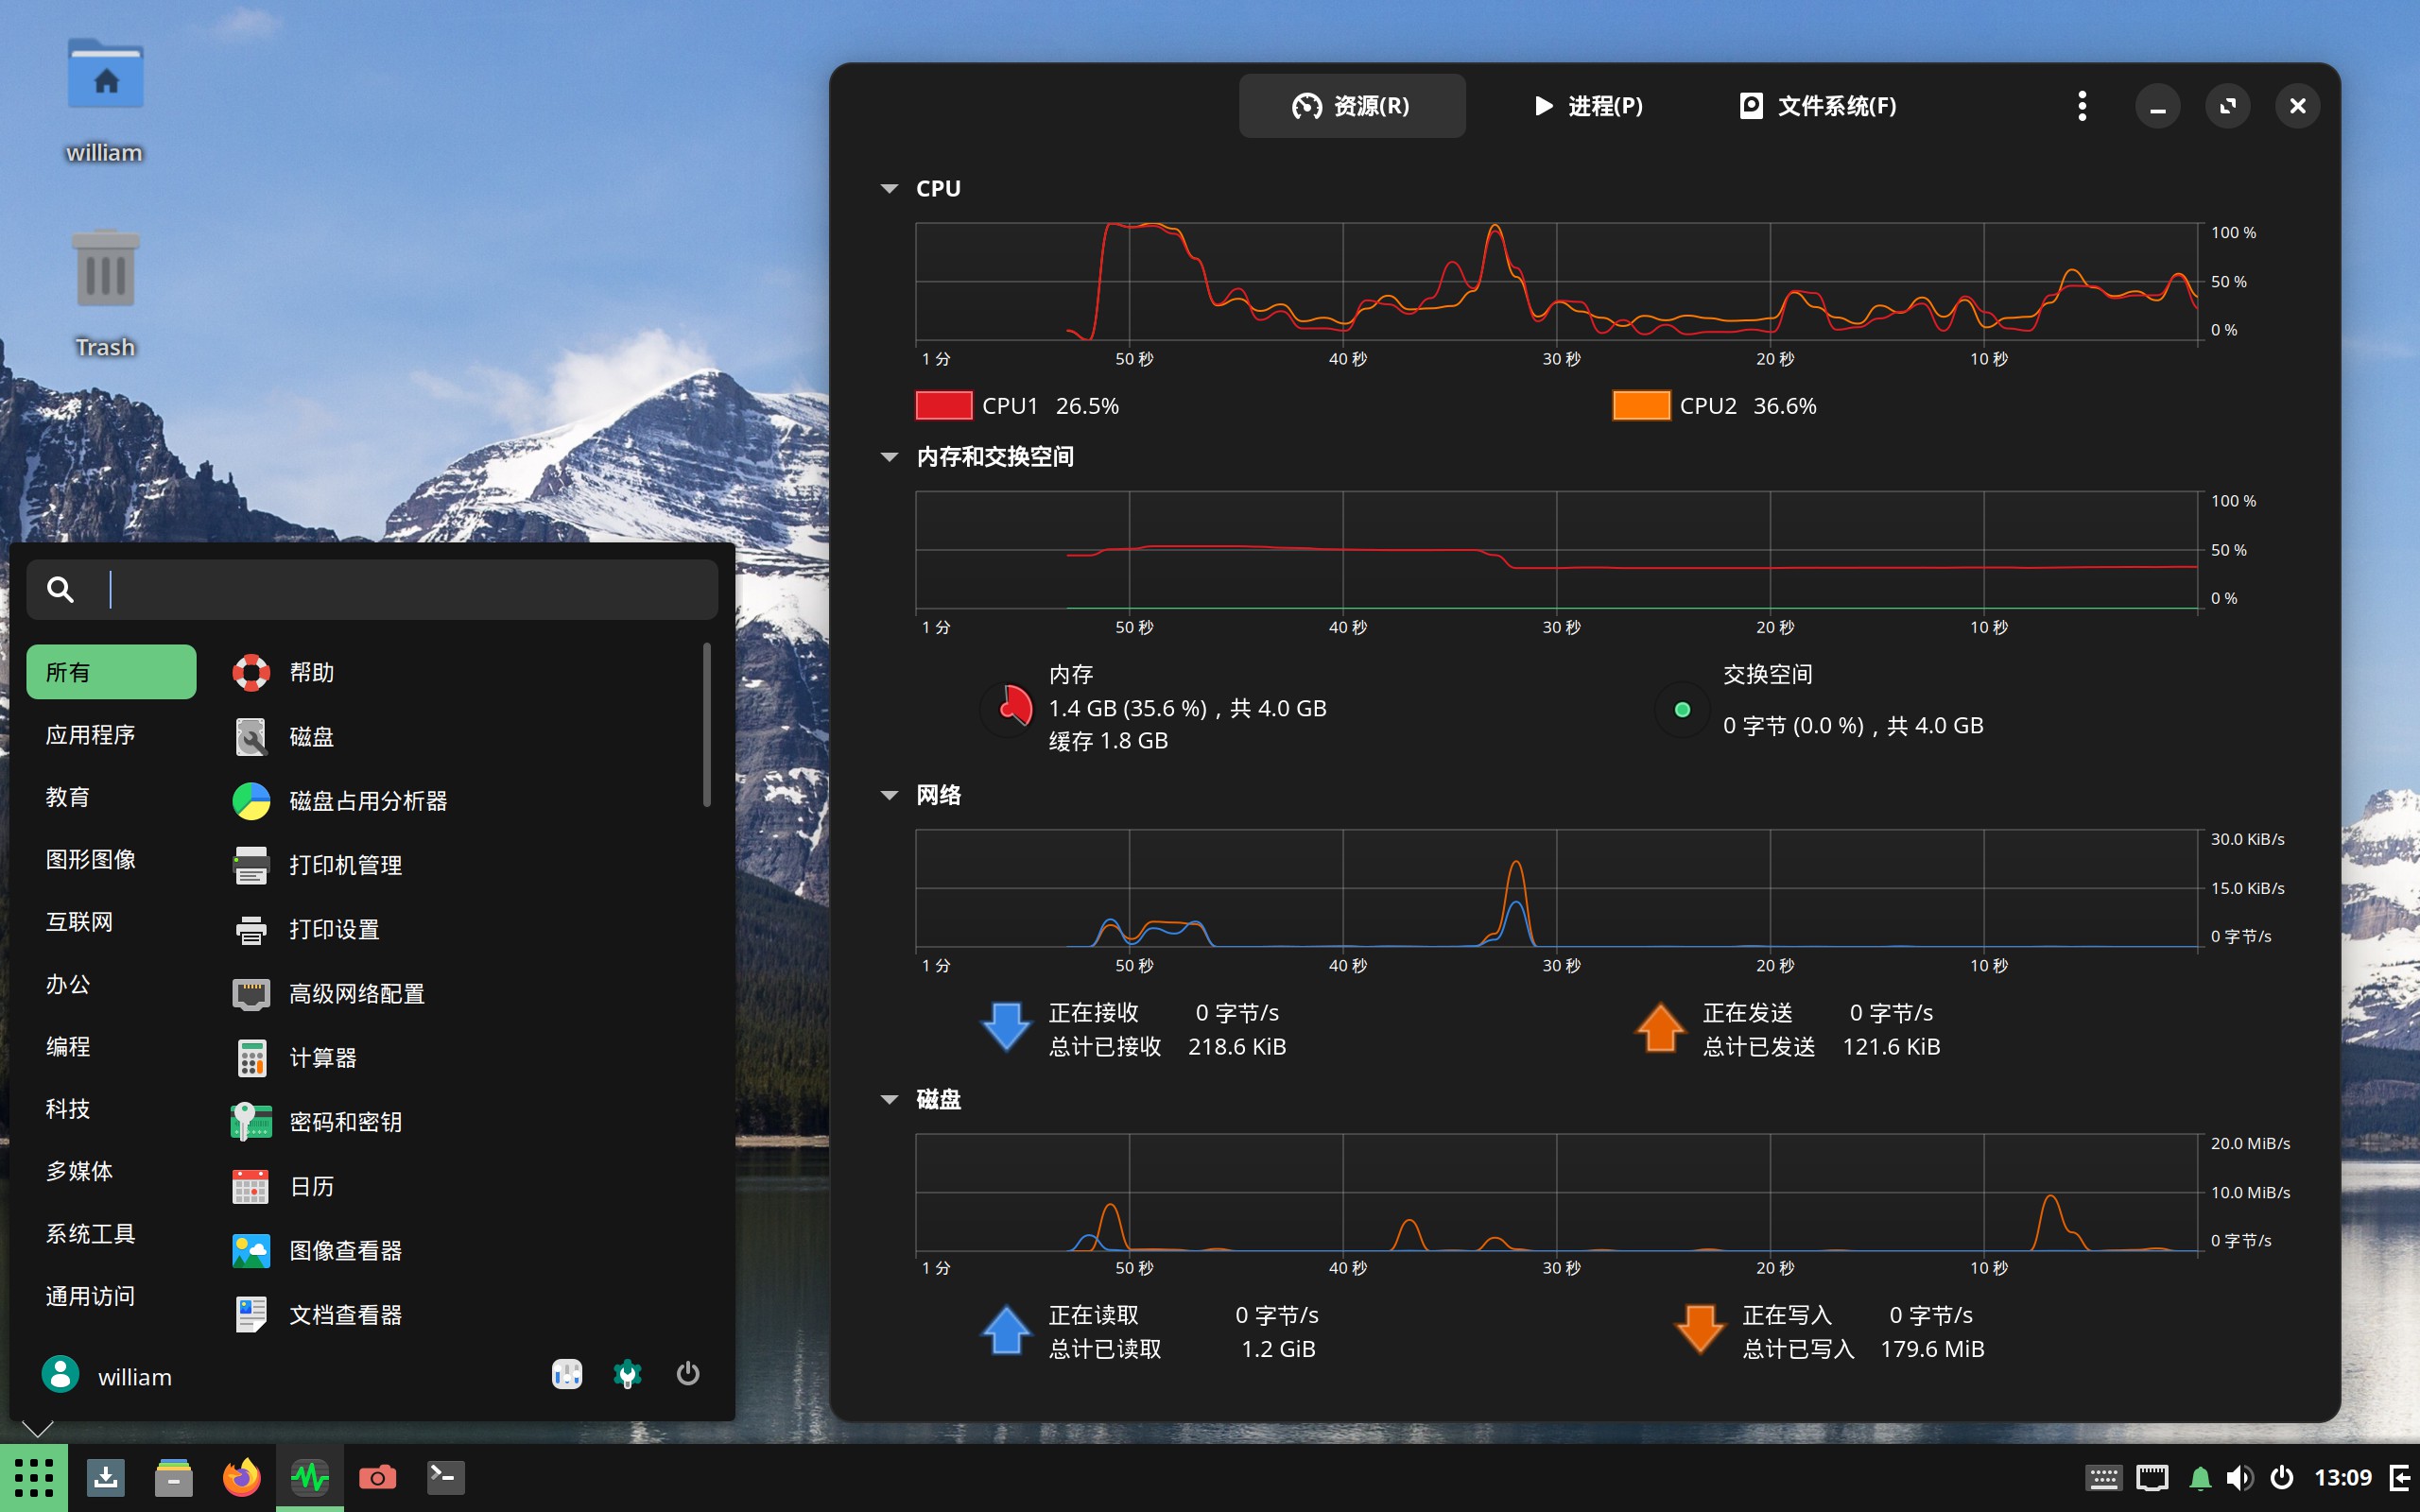 william
Trash
所有
应用程序
教育
图形图像
互联网
办公
编程
科技
多媒体
系统工具
通用访问
帮助
磁盘
磁盘占用分析器
打印机管理
打印设置
高级网络配置
计算器
密码和密钥
日历
图像查看器
文档查看器
william
资源(R) 进程(P) 文件系统(F)
CPU
100 %
50 %
0 %
1 分 50 秒 40 秒 30 秒 20 秒 10 秒
CPU1 26.5% CPU2 36.6%
内存和交换空间
100 %
50 %
0 %
1 分 50 秒 40 秒 30 秒 20 秒 10 秒
内存
1.4 GB (35.6 %)，共 4.0 GB
缓存 1.8 GB
交换空间
0 字节 (0.0 %)，共 4.0 GB
网络
30.0 KiB/s
15.0 KiB/s
0 字节/s
1 分 50 秒 40 秒 30 秒 20 秒 10 秒
正在接收 0 字节/s
总计已接收 218.6 KiB
正在发送 0 字节/s
总计已发送 121.6 KiB
磁盘
20.0 MiB/s
10.0 MiB/s
0 字节/s
1 分 50 秒 40 秒 30 秒 20 秒 10 秒
正在读取 0 字节/s
总计已读取 1.2 GiB
正在写入 0 字节/s
总计已写入 179.6 MiB
13:09